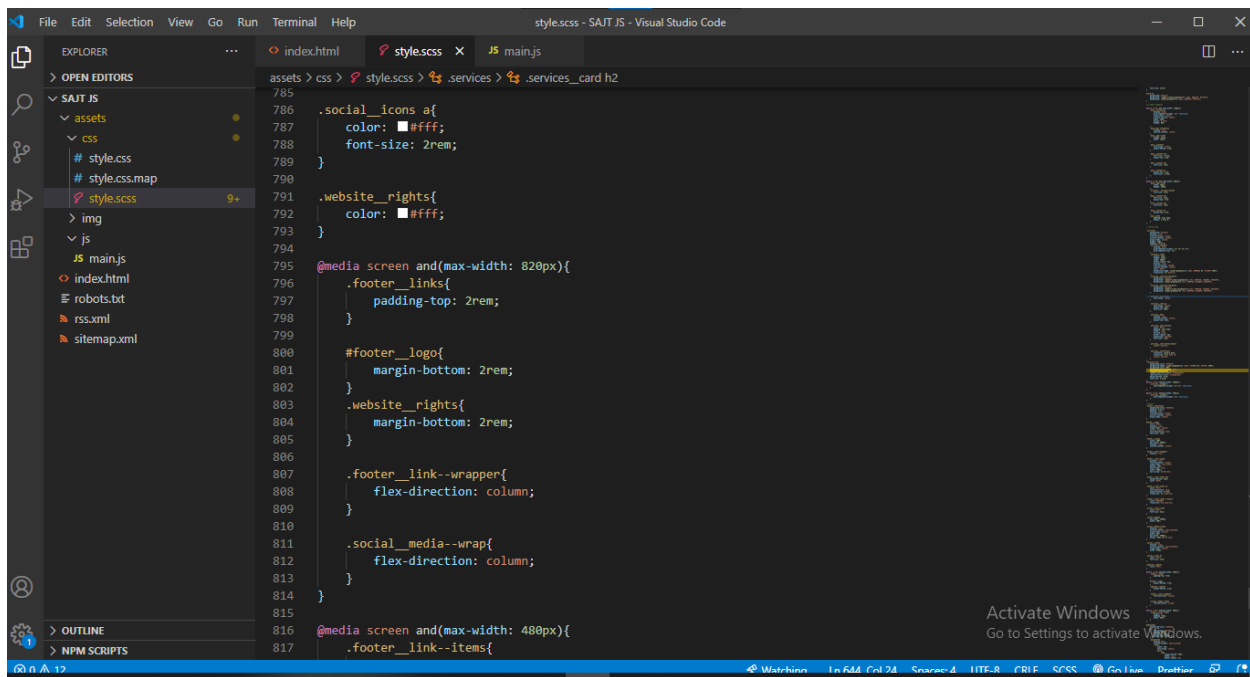 File Edit Selection View Go Run Terminal Help style.scss - SAJT JS - Visual Studio Code
EXPLORER
OPEN EDITORS
SAJT JS
assets
css
style.css
style.css.map
style.scss 9+
img
js
JS main.js
index.html
robots.txt
rss.xml
sitemap.xml
OUTLINE
NPM SCRIPTS
index.html style.scss JS main.js
assets > css > style.scss > .services > .services__card h2
785
786 .social__icons a{
787     color: #fff;
788     font-size: 2rem;
789 }
790
791 .website__rights{
792     color: #fff;
793 }
794
795 @media screen and(max-width: 820px){
796     .footer__links{
797         padding-top: 2rem;
798     }
799
800     #footer__logo{
801         margin-bottom: 2rem;
802     }
803     .website__rights{
804         margin-bottom: 2rem;
805     }
806
807     .footer__link--wrapper{
808         flex-direction: column;
809     }
810
811     .social__media--wrap{
812         flex-direction: column;
813     }
814 }
815
816 @media screen and(max-width: 480px){
817     .footer__link--items{
Activate Windows
Go to Settings to activate Windows.
1
0 12 Watching Ln 644, Col 24 Spaces: 4 UTF-8 CRLF SCSS Go Live Prettier